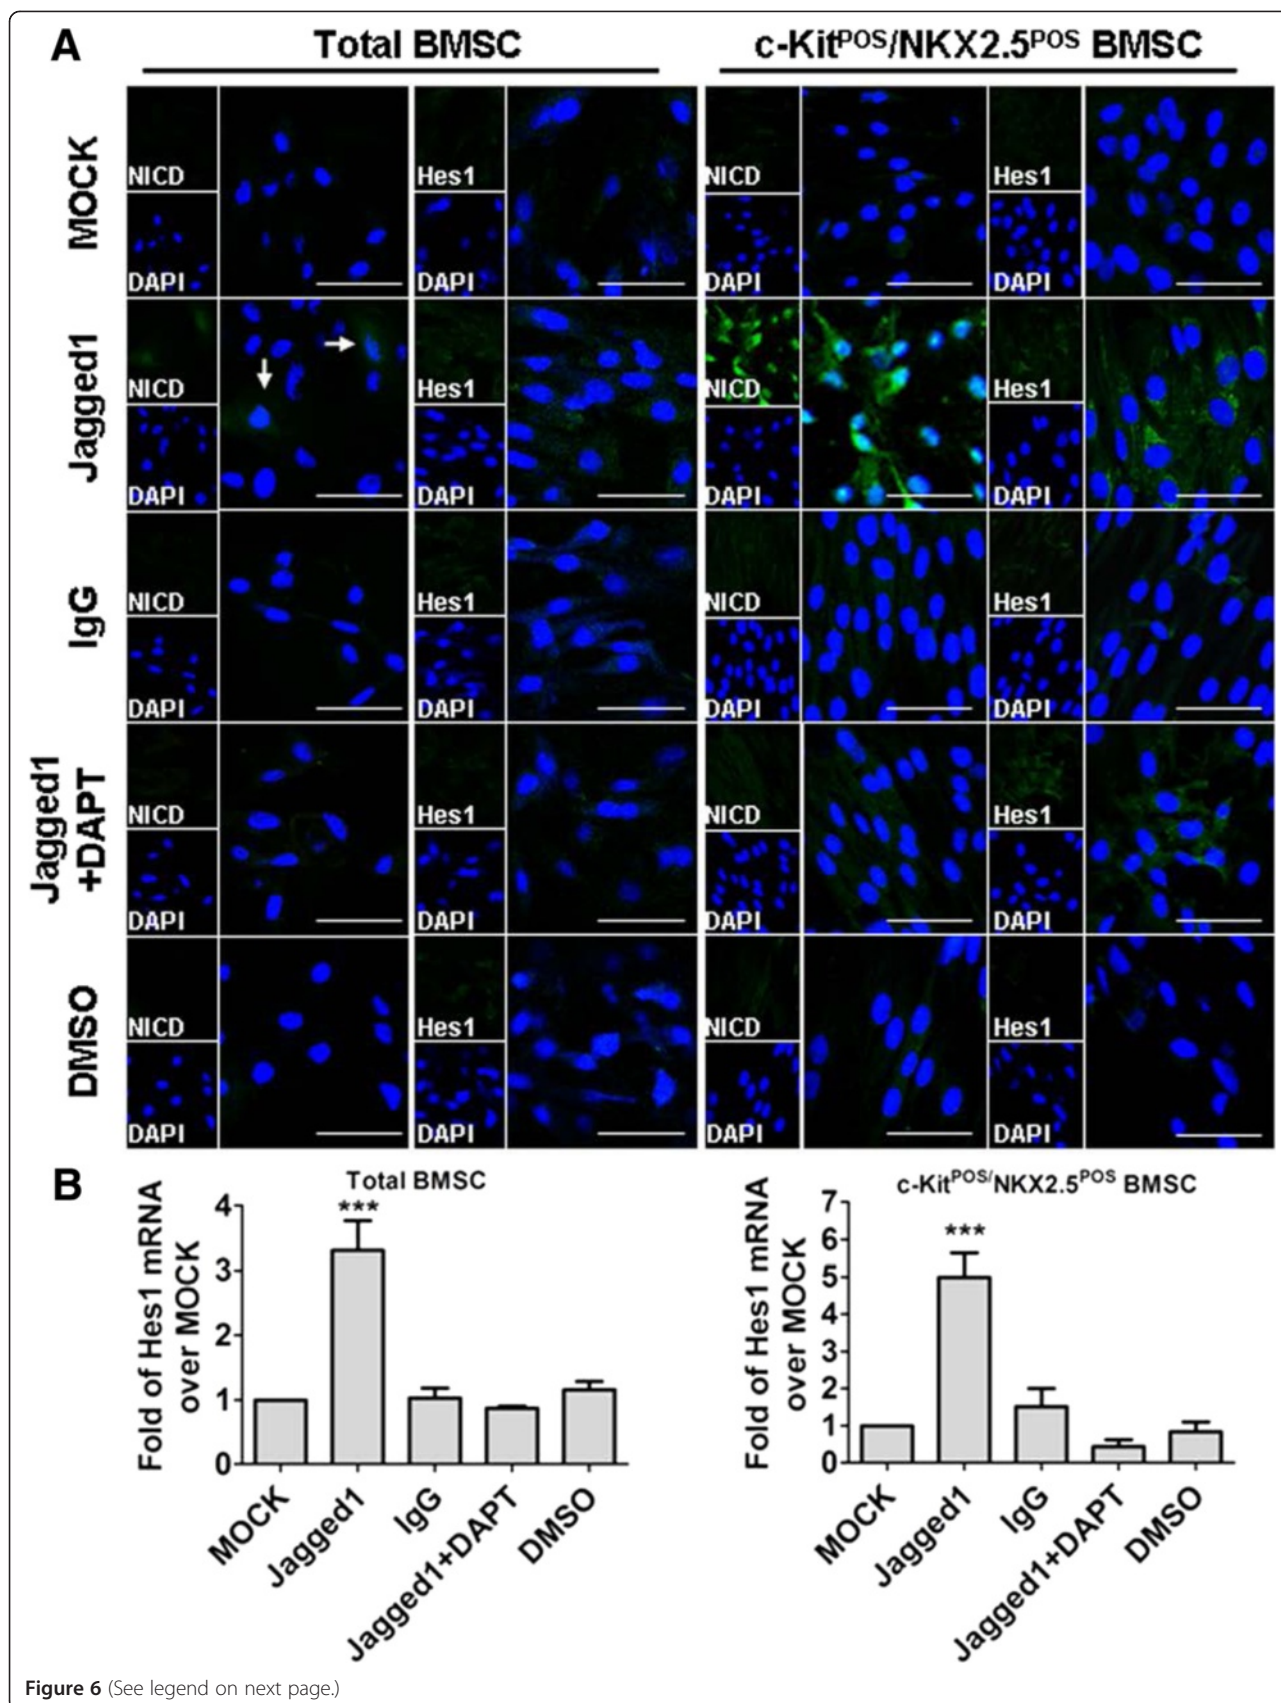 A
Total BMSC
c-KitPOS/NKX2.5POS BMSC
MOCK
NICD
DAPI
Hes1
DAPI
NICD
DAPI
Hes1
DAPI
Jagged1
NICD
DAPI
Hes1
DAPI
NICD
DAPI
Hes1
DAPI
IgG
NICD
DAPI
Hes1
DAPI
NICD
DAPI
Hes1
DAPI
Jagged1
+DAPT
NICD
DAPI
Hes1
DAPI
NICD
DAPI
Hes1
DAPI
DMSO
NICD
DAPI
Hes1
DAPI
NICD
DAPI
Hes1
DAPI
B
Total BMSC
Fold of Hes1 mRNA
over MOCK
4
3
2
1
0
***
MOCK
Jagged1
IgG
Jagged1+DAPT
DMSO
c-KitPOS/NKX2.5POS BMSC
Fold of Hes1 mRNA
over MOCK
7
6
5
4
3
2
1
0
***
MOCK
Jagged1
IgG
Jagged1+DAPT
DMSO
Figure 6 (See legend on next page.)